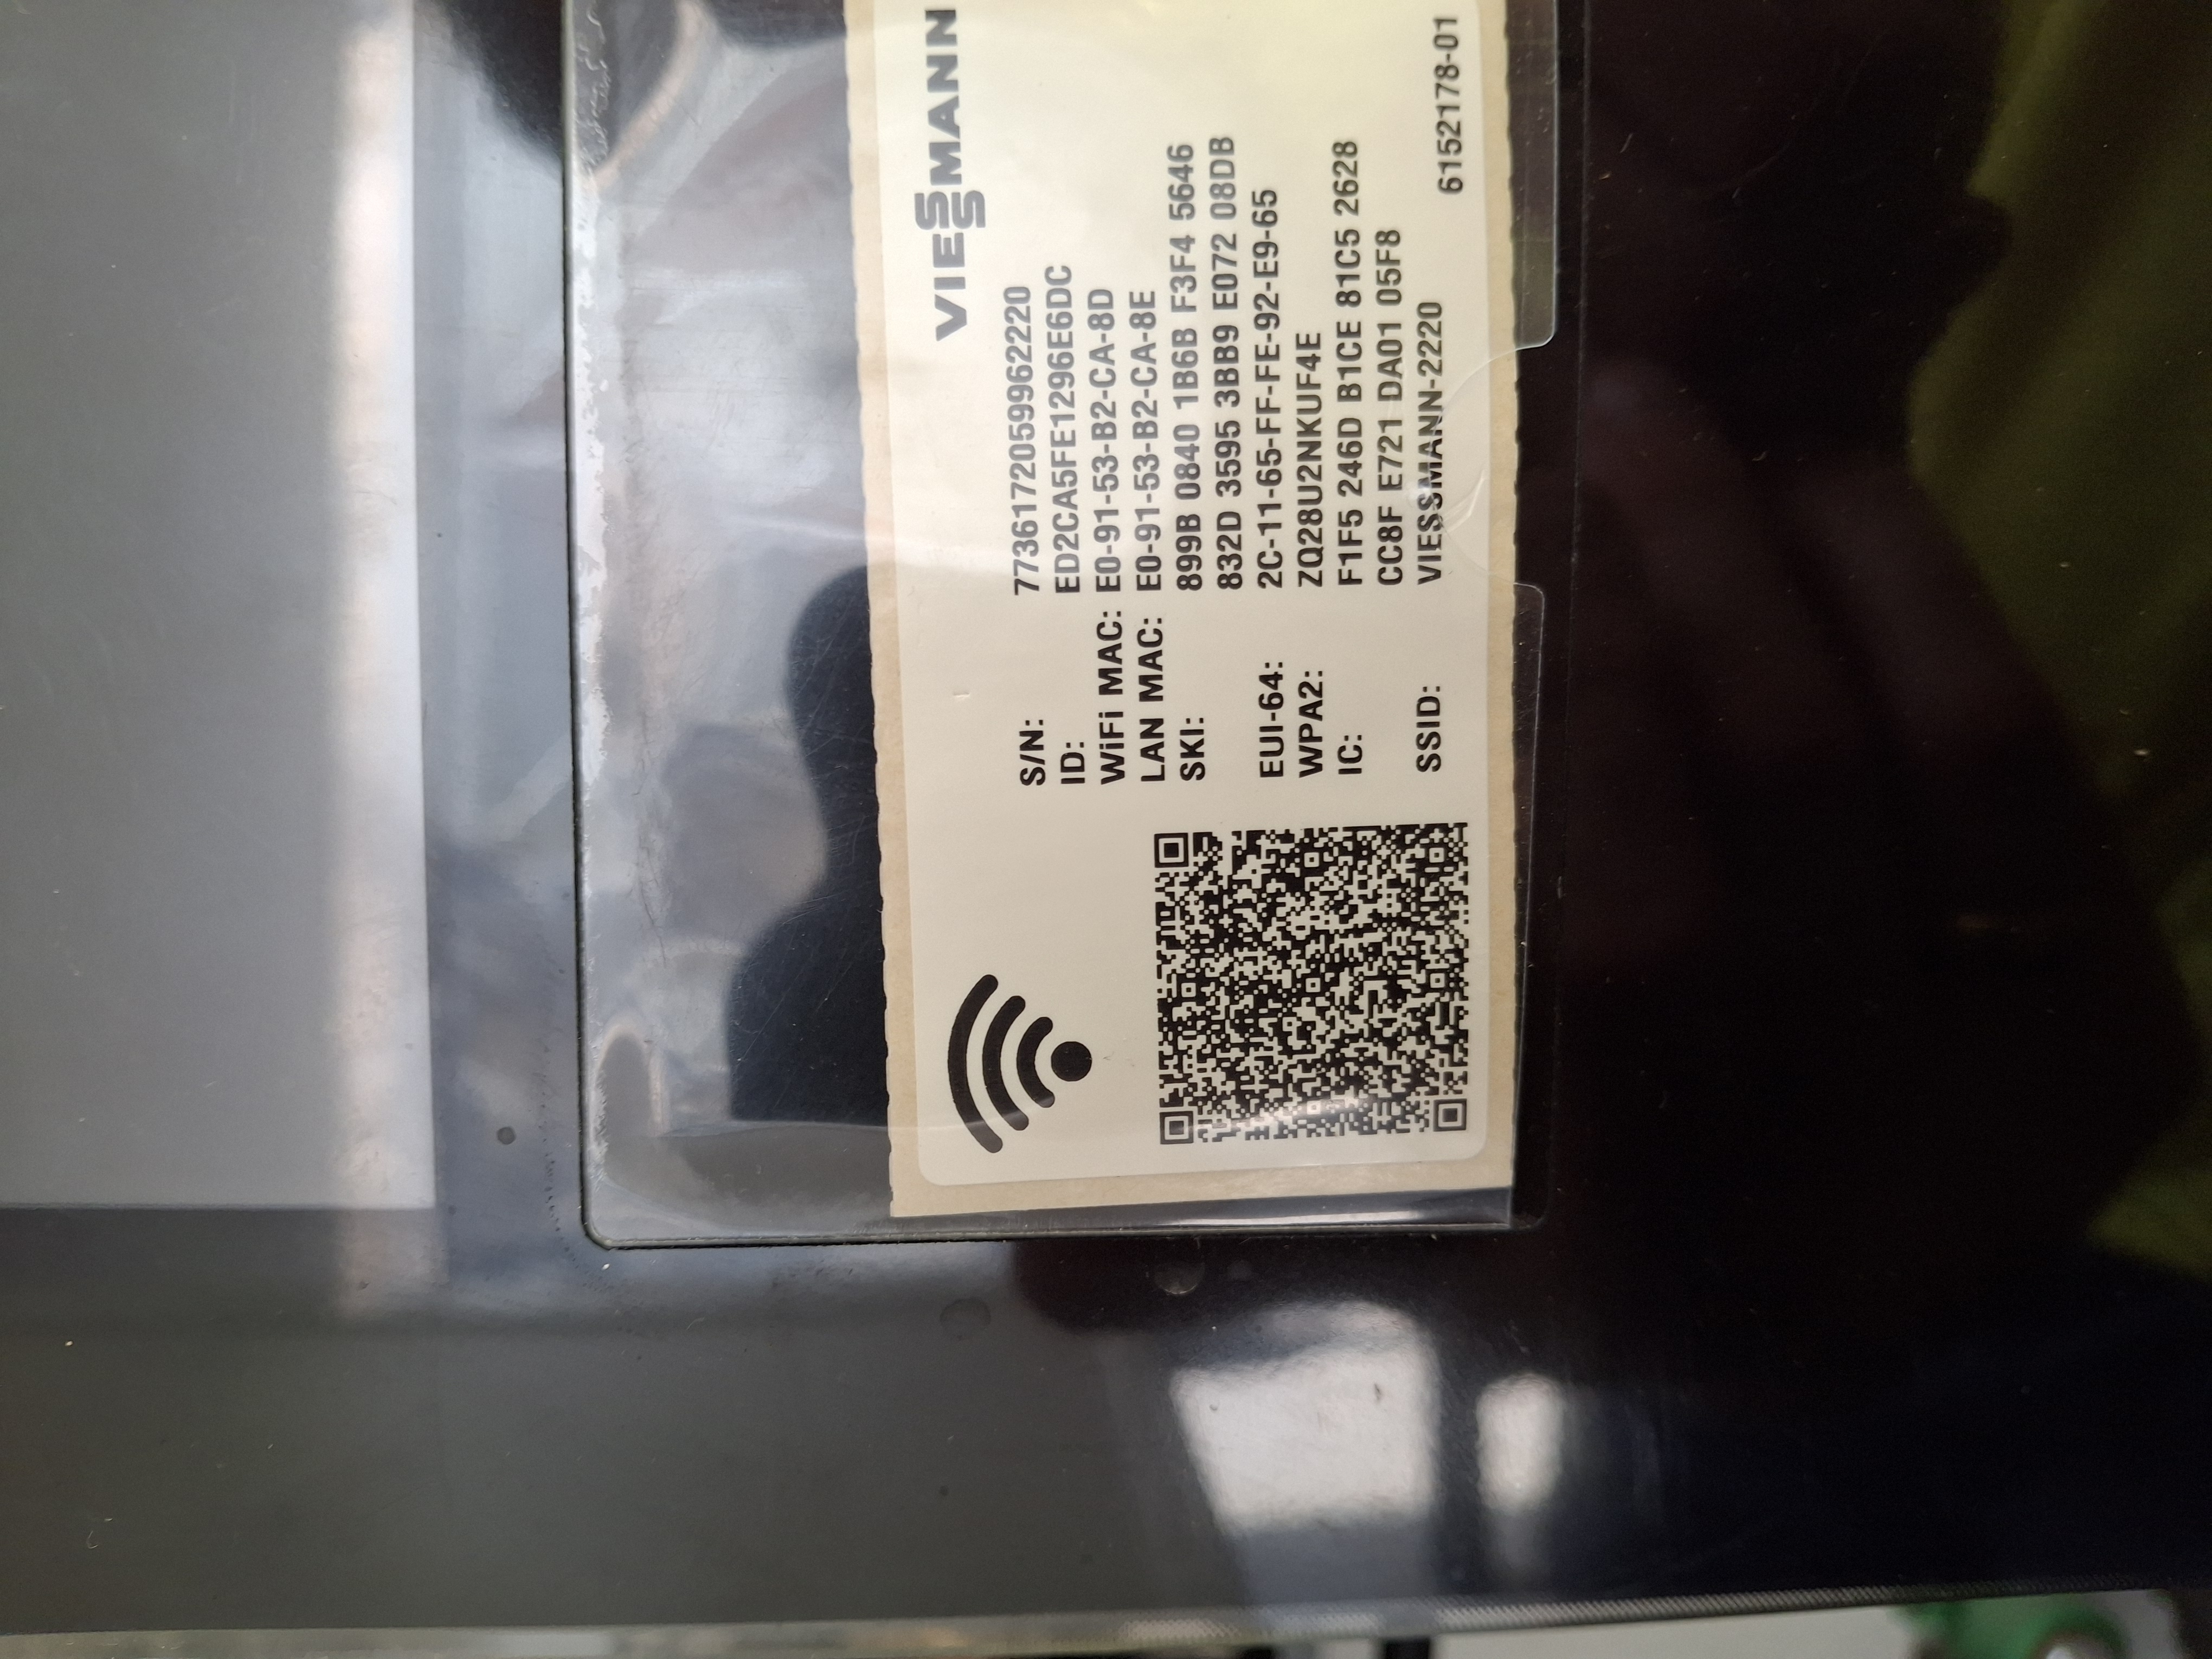 VIESSMANN
S/N: 7736172059962220
ID: ED2CA5FE1296E6DC
WiFi MAC: E0-91-53-B2-CA-8D
LAN MAC: E0-91-53-B2-CA-8E
SKI: 899B 0840 1B6B F3F4 5646
832D 3595 3BB9 E072 08DB
EUI-64: 2C-11-65-FF-FE-92-E9-65
WPA2: ZQ28U2NKUF4E
IC: F1F5 246D B1CE 81C5 2628
CC8F E721 DA01 05F8
SSID: VIESSMANN-2220
6152178-01